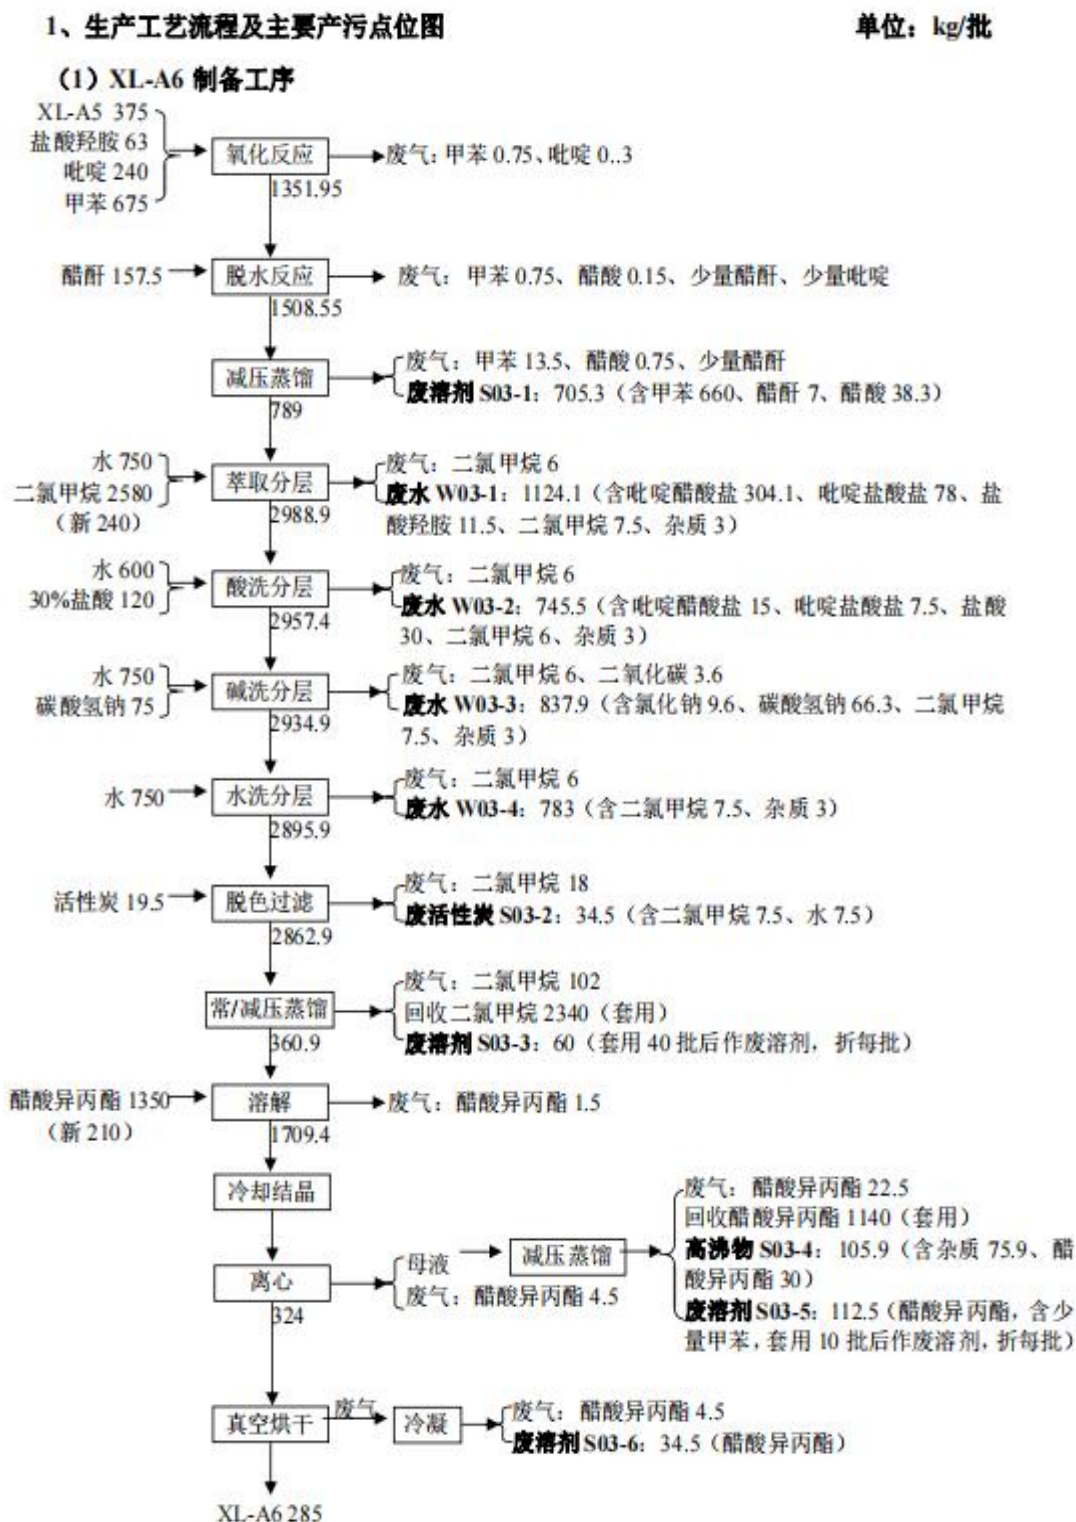 1、生产工艺流程及主要产污点位图 单位：kg/批
（1）XL-A6 制备工序
XL-A5 375
盐酸羟胺 63
吡啶 240
甲苯 675
氧化反应
废气：甲苯 0.75、吡啶 0..3
1351.95
醋酐 157.5
脱水反应
废气：甲苯 0.75、醋酸 0.15、少量醋酐、少量吡啶
1508.55
减压蒸馏
废气：甲苯 13.5、醋酸 0.75、少量醋酐
废溶剂 S03-1：705.3（含甲苯 660、醋酐 7、醋酸 38.3）
789
水 750
二氯甲烷 2580
（新 240）
萃取分层
废气：二氯甲烷 6
废水 W03-1：1124.1（含吡啶醋酸盐 304.1、吡啶盐酸盐 78、盐
酸羟胺 11.5、二氯甲烷 7.5、杂质 3）
2988.9
水 600
30%盐酸 120
酸洗分层
废气：二氯甲烷 6
废水 W03-2：745.5（含吡啶醋酸盐 15、吡啶盐酸盐 7.5、盐酸
30、二氯甲烷 6、杂质 3）
2957.4
水 750
碳酸氢钠 75
碱洗分层
废气：二氯甲烷 6、二氧化碳 3.6
废水 W03-3：837.9（含氯化钠 9.6、碳酸氢钠 66.3、二氯甲烷
7.5、杂质 3）
2934.9
水 750
水洗分层
废气：二氯甲烷 6
废水 W03-4：783（含二氯甲烷 7.5、杂质 3）
2895.9
活性炭 19.5
脱色过滤
废气：二氯甲烷 18
废活性炭 S03-2：34.5（含二氯甲烷 7.5、水 7.5）
2862.9
常/减压蒸馏
废气：二氯甲烷 102
回收二氯甲烷 2340（套用）
废溶剂 S03-3：60（套用 40 批后作废溶剂，折每批）
360.9
醋酸异丙酯 1350
（新 210）
溶解
废气：醋酸异丙酯 1.5
1709.4
冷却结晶
离心
母液
废气：醋酸异丙酯 4.5
减压蒸馏
废气：醋酸异丙酯 22.5
回收醋酸异丙酯 1140（套用）
高沸物 S03-4：105.9（含杂质 75.9、醋
酸异丙酯 30）
废溶剂 S03-5：112.5（醋酸异丙酯，含少
量甲苯，套用 10 批后作废溶剂，折每批）
324
真空烘干
废气
冷凝
废气：醋酸异丙酯 4.5
废溶剂 S03-6：34.5（醋酸异丙酯）
XL-A6 285